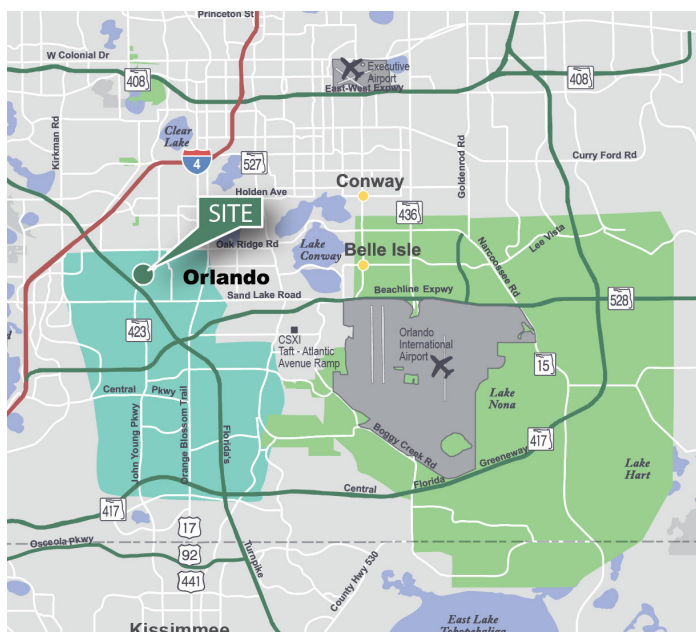 Princeton St
W Colonial Dr
408
Executive
Airport
East-West Expwy
408
Kirkman Rd
Clear
Lake
4
527
Goldenrod Rd
Curry Ford Rd
Holden Ave
Conway
SITE
436
Oak Ridge Rd
Lake
Conway
Belle Isle
Narcoossee Rd
Lee Vista
Orlando
Sand Lake Road
Beachline Expwy
528
423
CSXI
Taft - Atlantic
Avenue Ramp
Orlando
International
Airport
15
Central Pkwy
John Young Pkwy
Orange Blossom Trail
Florida's
Lake
Nona
Boggy Creek Rd
417
Greeneway
Lake
Hart
Central Florida
417
17
Osceola Pkwy
92
Turnpike
441
County Hwy 530
Kissimmee
East Lake
Tohopekaliga